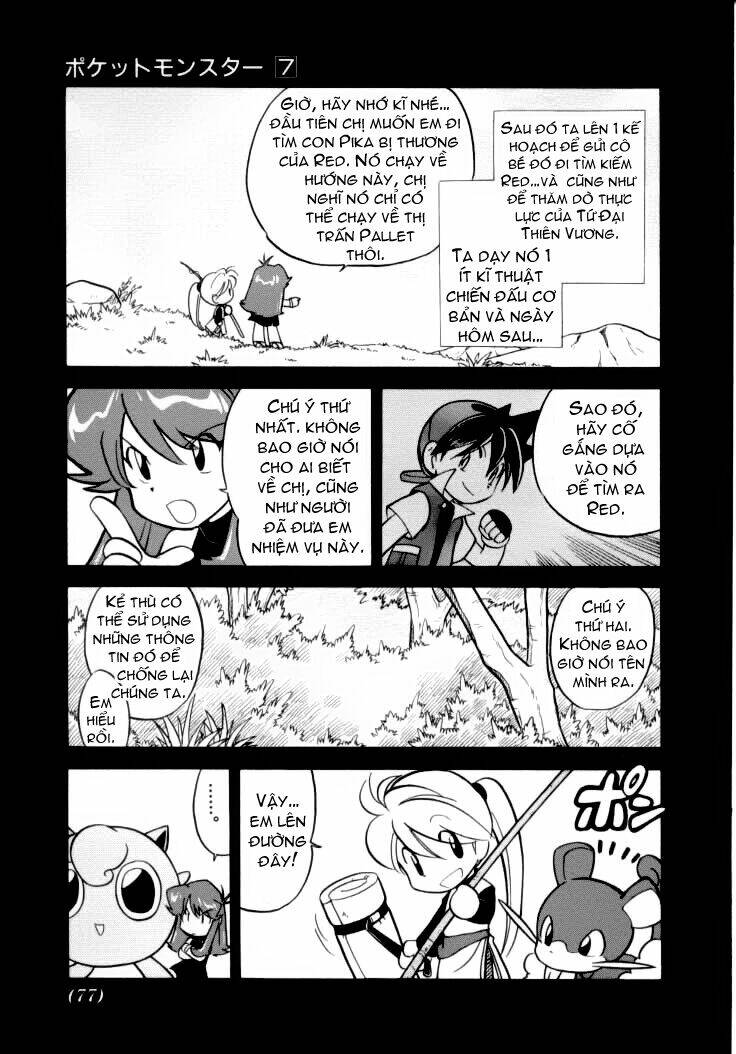 ポケットモンスター 7
SAU ĐÓ TA LÊN 1 KẾ
HOẠCH ĐỂ GỬI CÔ
BÉ ĐÓ ĐI TÌM KIẾM
RED...VÀ CŨNG NHƯ
ĐỂ THĂM DÒ THỰC
LỰC CỦA TỨ ĐẠI
THIÊN VƯƠNG.
TA DẠY NÓ 1
ÍT KĨ THUẬT
CHIẾN ĐẤU CƠ
BẢN VÀ NGÀY
HÔM SAU...
GIỜ, HÃY NHỚ KĨ NHÉ...
ĐẦU TIÊN CHỊ MUỐN EM ĐI
TÌM CON PIKA BỊ THƯƠNG
CỦA RED. NÓ CHẠY VỀ
HƯỚNG NÀY, CHỊ
NGHĨ NÓ CHỈ CÓ
THỂ CHẠY VỀ THỊ
TRẤN PALLET
THÔI.
SAO ĐÓ,
HÃY CỐ
GẮNG DỰA
VÀO NÓ
ĐỂ TÌM RA
RED.
CHÚ Ý THỨ
NHẤT. KHÔNG
BAO GIỜ NÓI
CHO AI BIẾT
VỀ CHỊ, CŨNG
NHƯ NGƯỜI
ĐÃ ĐƯA EM
NHIỆM VỤ NÀY.
CHÚ Ý
THỨ HAI.
KHÔNG BAO
GIỜ NÓI TÊN
MÌNH RA.
KẺ THÙ CÓ
THỂ SỬ DỤNG
NHỮNG THÔNG
TIN ĐÓ ĐỂ
CHỐNG LẠI
CHÚNG TA.
EM
HIỂU
RỒI.
ポン
VẬY...
EM LÊN
ĐƯỜNG
ĐÂY!
...。
(77)